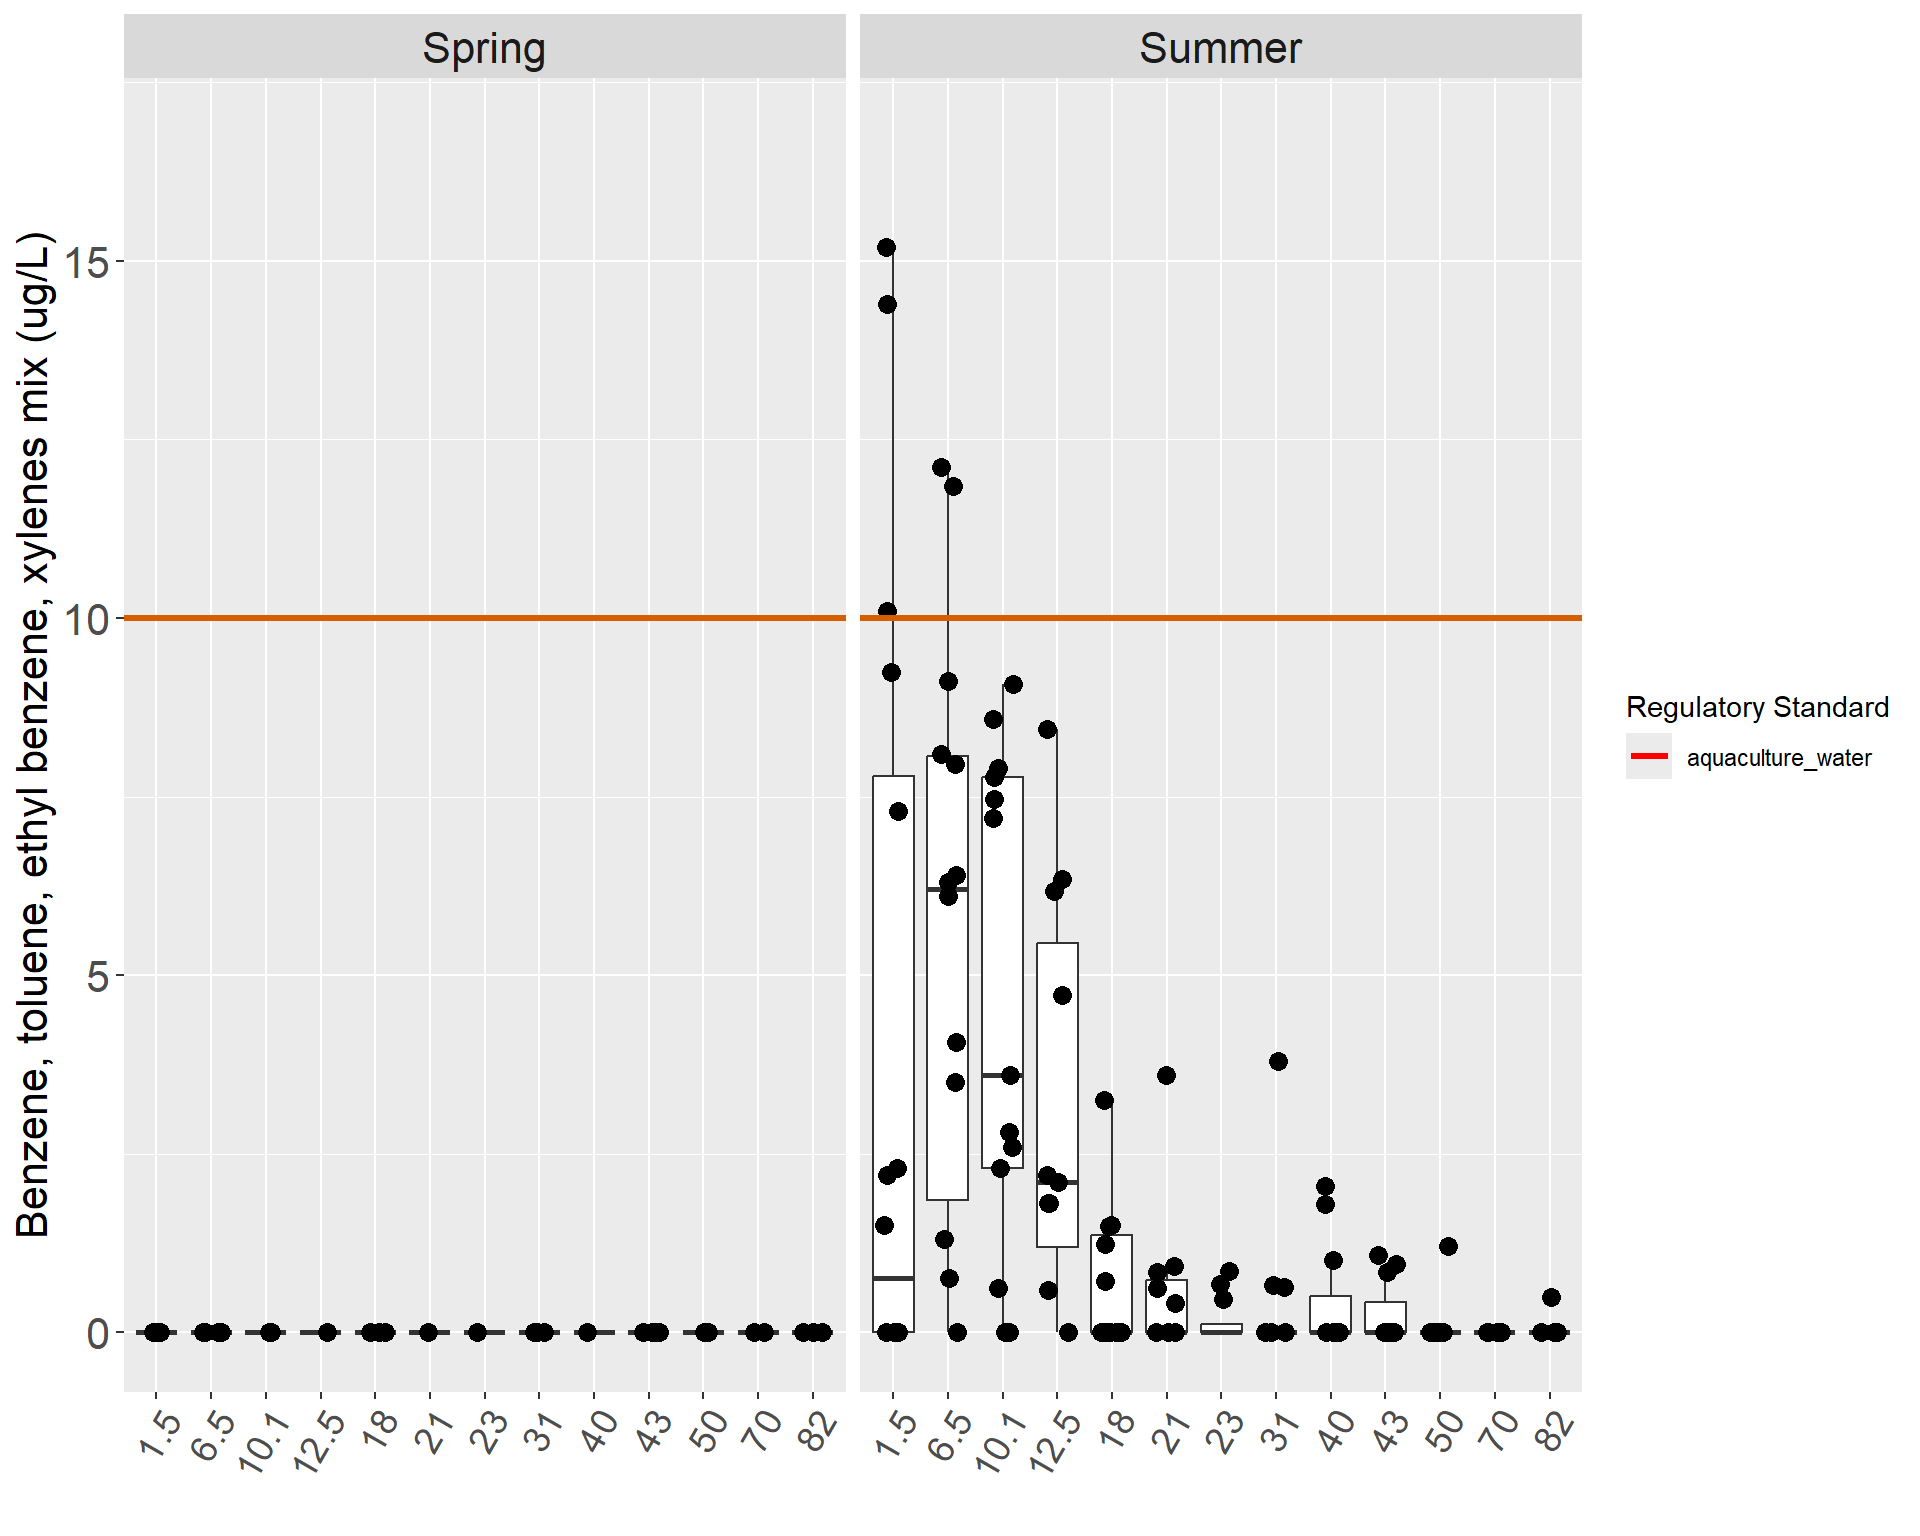 Spring
Summer
Benzene, toluene, ethyl benzene, xylenes mix (ug/L)
15
10
5
0
1.5 6.5 10.1 12.5 18 21 23 31 40 43 50 70 82
1.5 6.5 10.1 12.5 18 21 23 31 40 43 50 70 82
Regulatory Standard
aquaculture_water